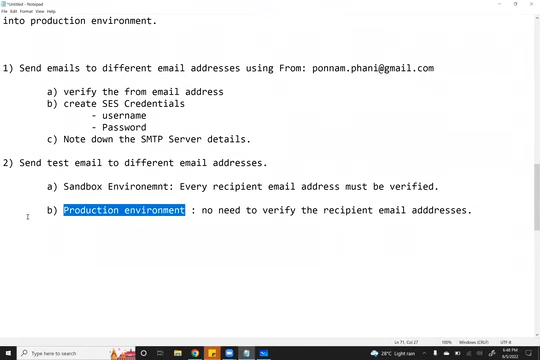 *Untitled - Notepad
File Edit Format View Help
into production environment.
1) Send emails to different email addresses using From: ponnam.phani@gmail.com
a) verify the from email address
b) create SES Credentials
- username
- Password
c) Note down the SMTP Server details.
2) Send test email to different email addresses.
a) Sandbox Environemnt: Every recipient email address must be verified.
b) Production environment : no need to verify the recipient email adddresses.
Ln 71, Col 27
100%
Windows (CRLF)
UTF-8
Type here to search
28°C Light rain
6:48 PM
8/5/2022